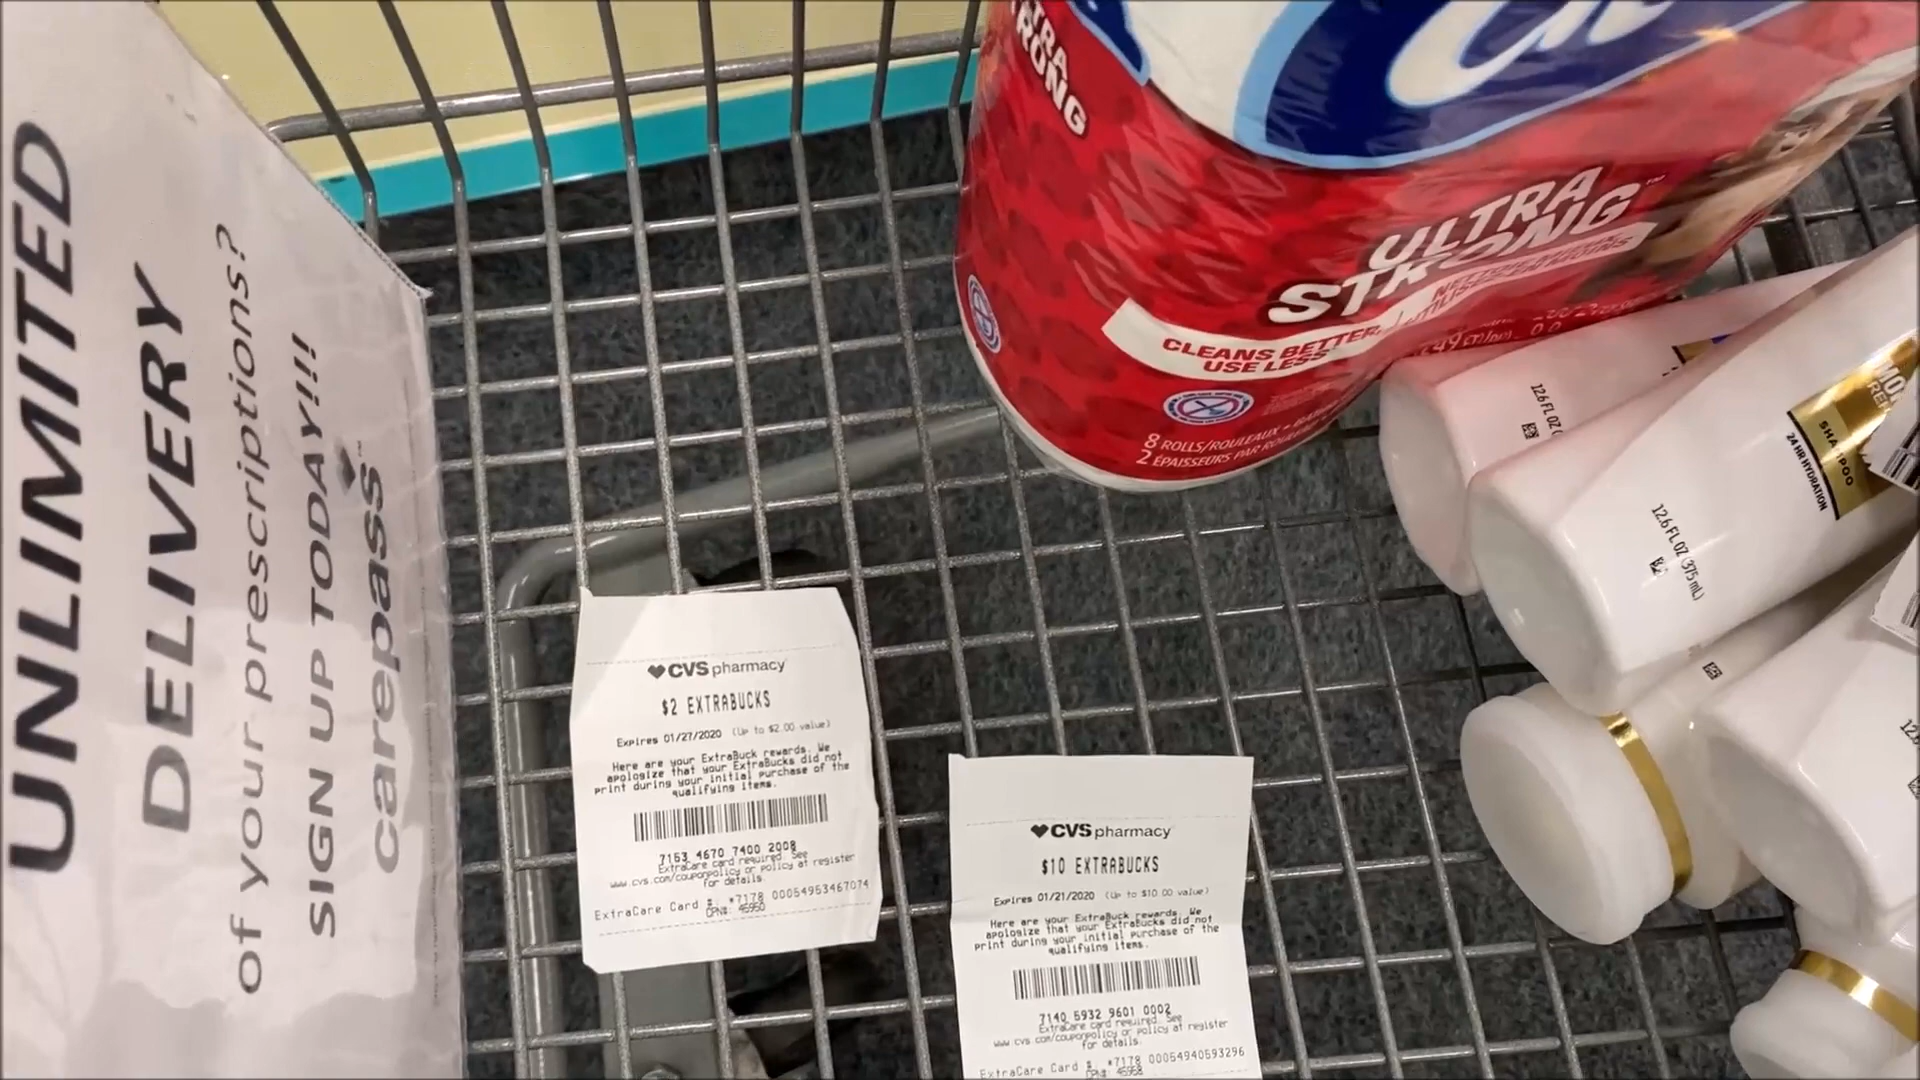 UNLIMITED
DELIVERY
of your prescriptions?
SIGN UP TODAY!!!
carepass™
ULTRA
STRONG
ULTRA
STRONG™
CLEANS BETTER,
USE LESS
8 ROLLS/ROULEAUX
2 ÉPAISSEURS PAR
12.6 FL OZ
SHAMPOO
24 HR HYDRATION
12.6 FL OZ (375 mL)
CVS pharmacy
$2 EXTRABUCKS
Expires 01/27/2020 (Up to $2.00 value)
Here are your ExtraBuck rewards. We
apologize that your ExtraBucks did not
print during your initial purchase of the
qualifying items.
7153 4670 7400 2008
ExtraCare card required. See
www.cvs.com/couponpolicy or policy at register
for details.
ExtraCare Card #: *7178 00054953467074
CPN#: 45950
CVS pharmacy
$10 EXTRABUCKS
Expires 01/21/2020 (Up to $10.00 value)
Here are your ExtraBuck rewards. We
apologize that your ExtraBucks did not
print during your initial purchase of the
qualifying items.
7140 5932 9601 0002
ExtraCare card required. See
www.cvs.com/couponpolicy or policy at register
for details.
ExtraCare Card #: *7178 00054940593296